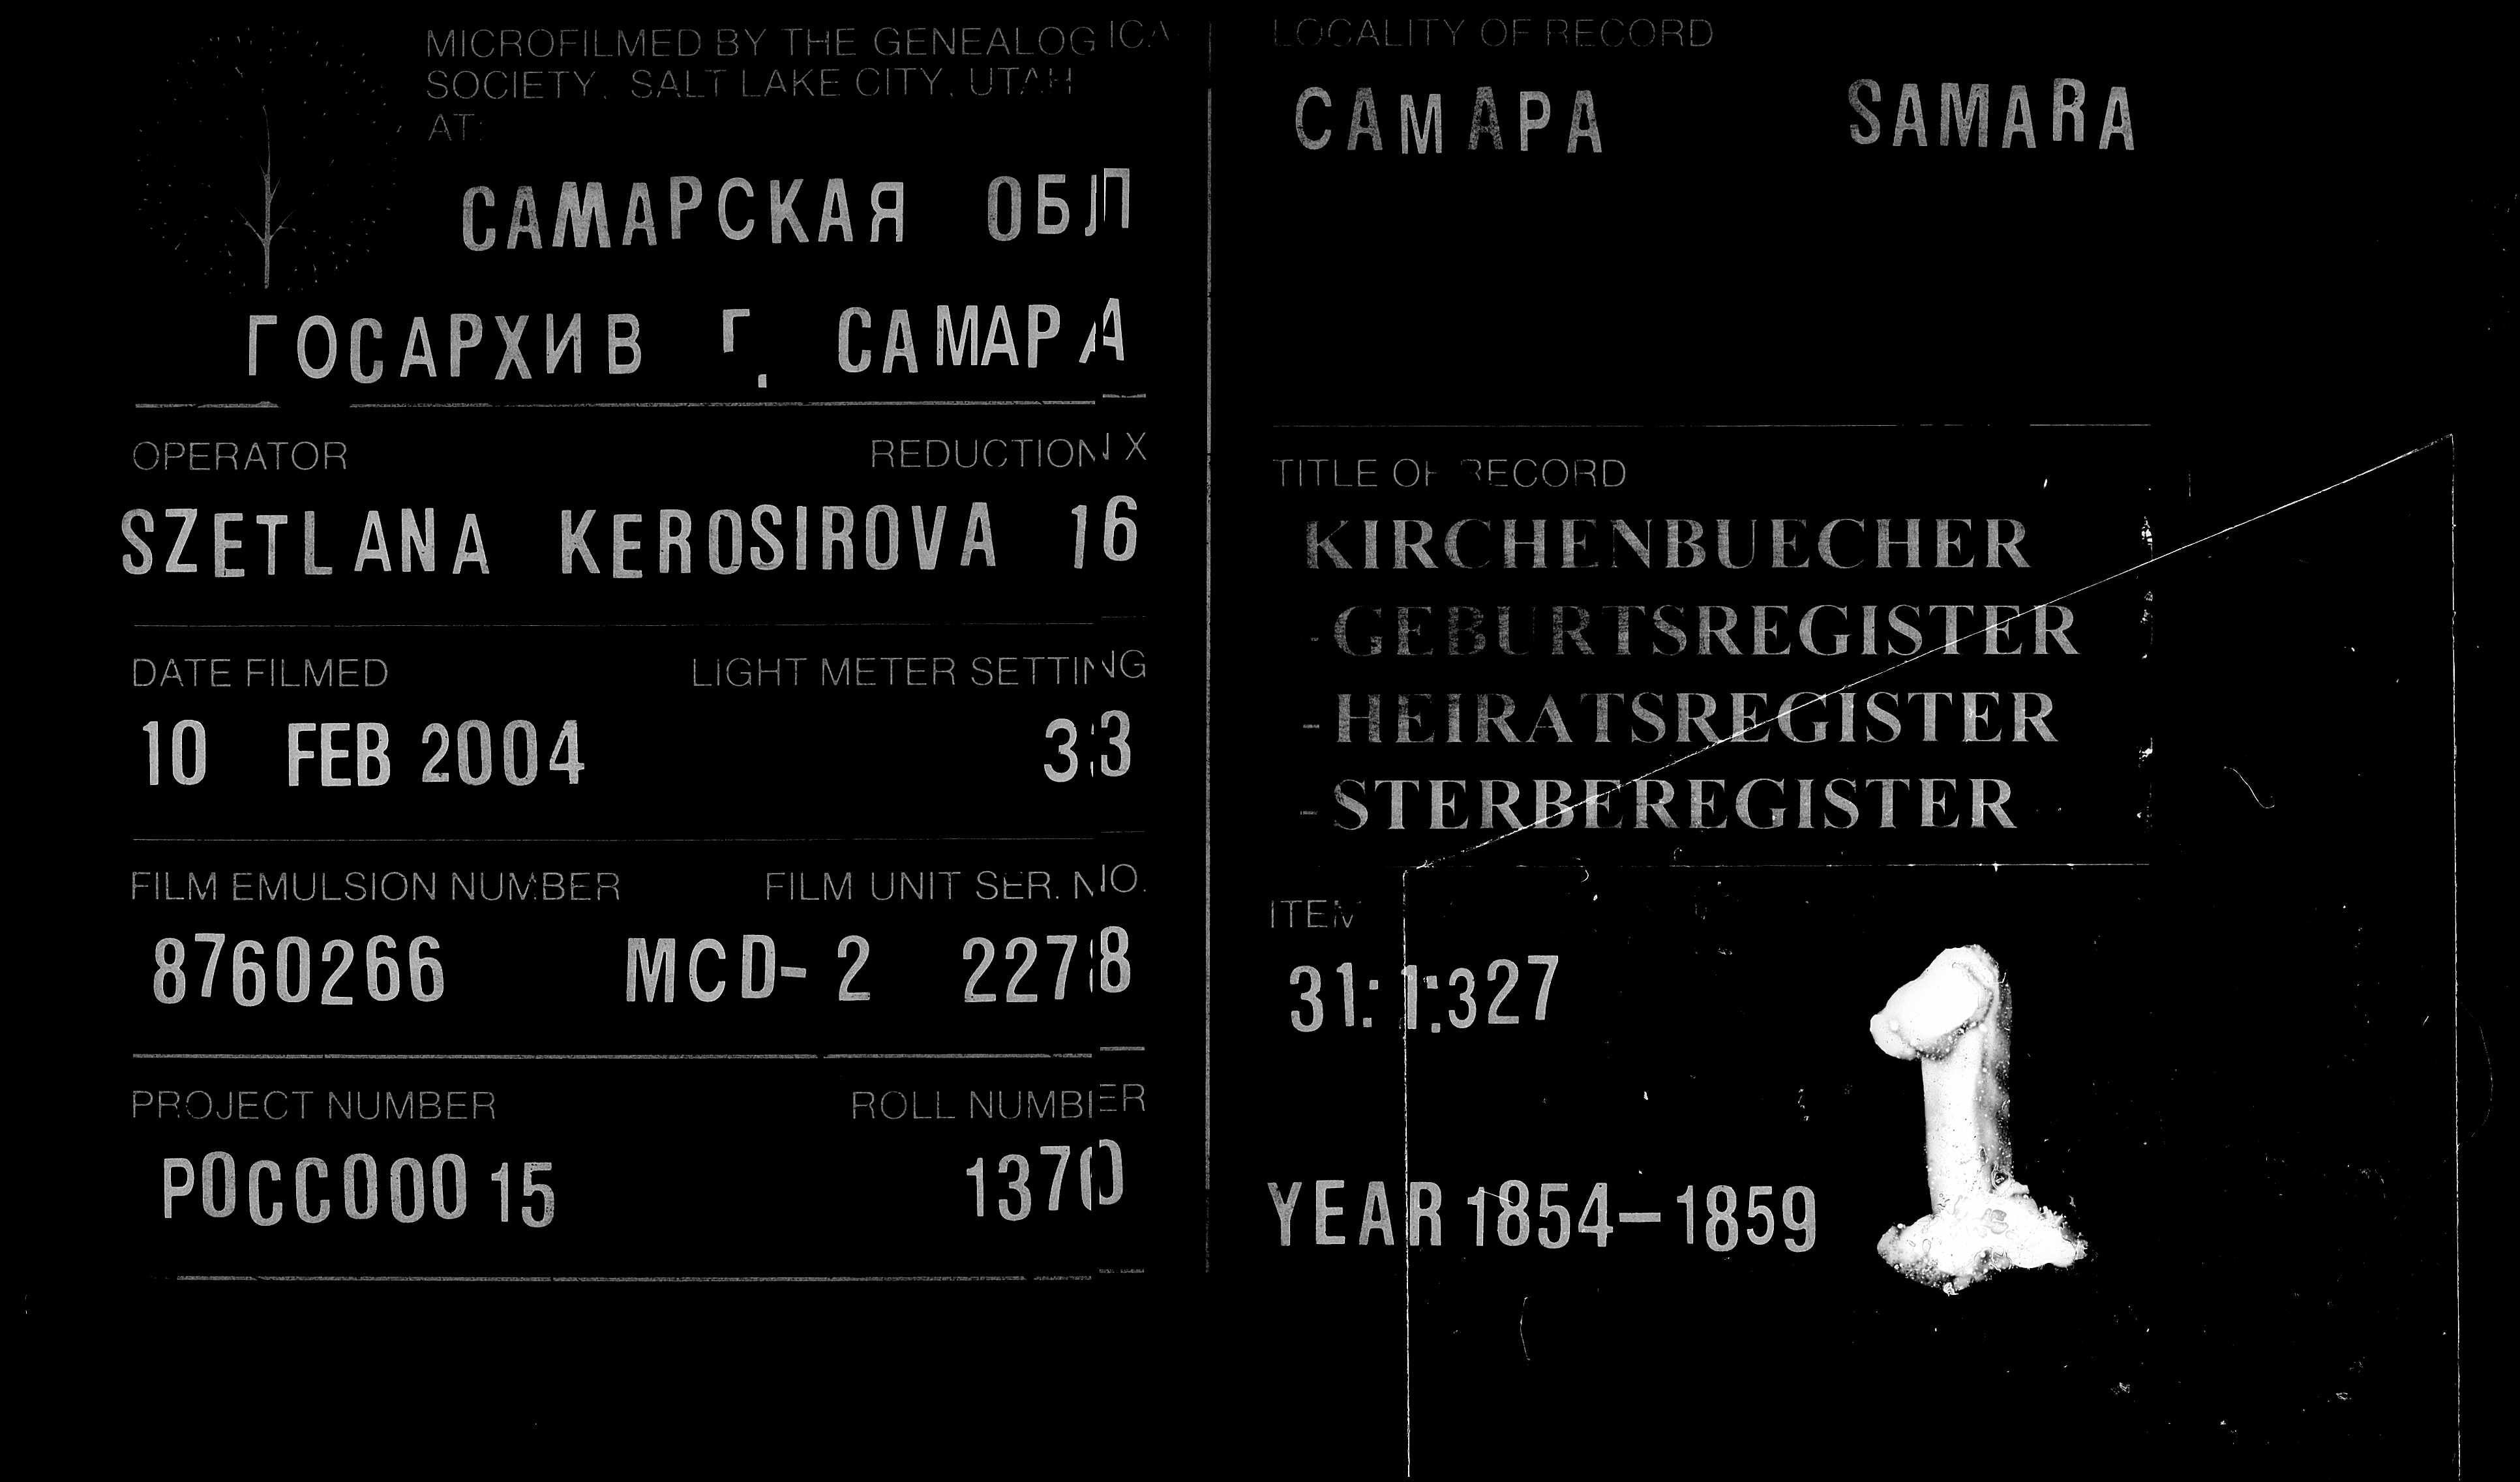 MICROFILMED BY THE GENEALOGICAL
SOCIETY, SALT LAKE CITY, UTAH
AT:
САМАРСКАЯ ОБЛ
ГОСАРХИВ г. САМАРА
OPERATOR REDUCTION X
SZETLANA KEROSIROVA 16
DATE FILMED LIGHT METER SETTING
10 FEB 2004 33
FILM EMULSION NUMBER FILM UNIT SER. NO.
8760266 MCD-2 2278
PROJECT NUMBER ROLL NUMBER
РОСС00015 1370
LOCALITY OF RECORD
САМАРА SAMARA
TITLE OF RECORD
KIRCHENBUECHER
-GEBURTSREGISTER
-HEIRATSREGISTER
-STERBEREGISTER
ITEM
31:1:327
1
YEAR 1854-1859